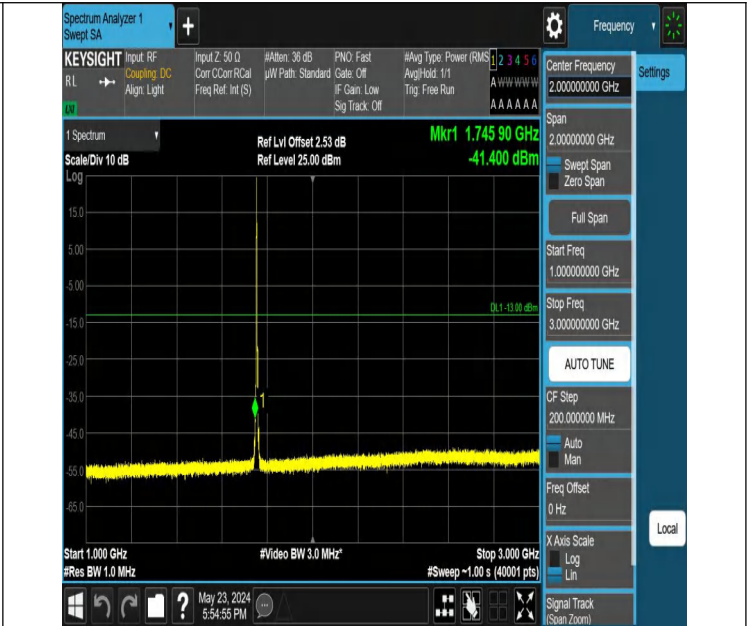 Spectrum Analyzer 1
Swept SA
+
Frequency
KEYSIGHT
RL
Input: RF
Coupling: DC
Align: Light
Input Z: 50 Ω
Corr CCorr RCal
Freq Ref: Int (S)
#Atten: 36 dB
µW Path: Standard
PNO: Fast
Gate: Off
IF Gain: Low
Sig Track: Off
#Avg Type: Power (RMS
Avg|Hold: 1/1
Trig: Free Run
1 2 3 4 5 6
A W W W W W
A A A A A A
1 Spectrum
Scale/Div 10 dB
Log
Ref Lvl Offset 2.53 dB
Ref Level 25.00 dBm
Mkr1 1.745 90 GHz
-41.400 dBm
15.0
5.00
-5.00
DL1 -13.00 dBm
-15.0
-25.0
-35.0
1
-45.0
-55.0
-65.0
Start 1.000 GHz
#Res BW 1.0 MHz
#Video BW 3.0 MHz*
Stop 3.000 GHz
#Sweep ~1.00 s (40001 pts)
Center Frequency
2.000000000 GHz
Settings
Span
2.00000000 GHz
Swept Span
Zero Span
Full Span
Start Freq
1.000000000 GHz
Stop Freq
3.000000000 GHz
AUTO TUNE
CF Step
200.000000 MHz
Auto
Man
Freq Offset
0 Hz
X Axis Scale
Log
Lin
Local
Signal Track
(Span Zoom)
?
May 23, 2024
5:54:55 PM